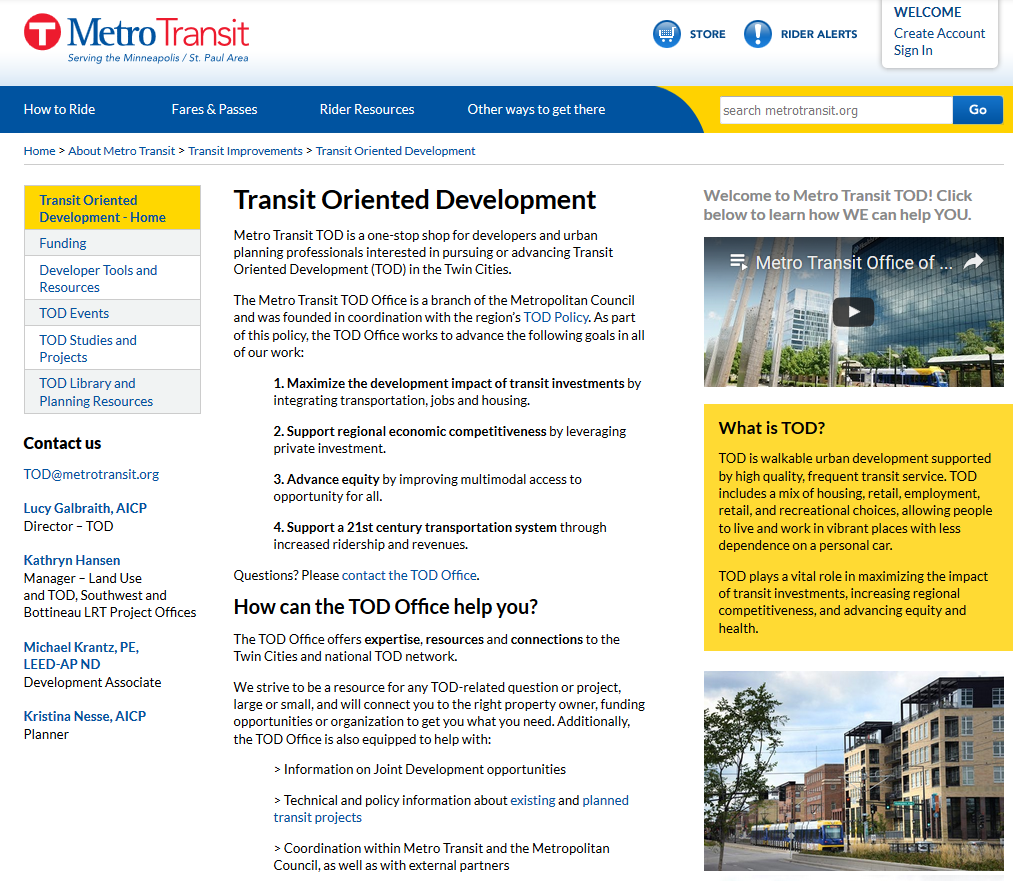 T MetroTransit
Serving the Minneapolis / St. Paul Area
STORE
! RIDER ALERTS
WELCOME
Create Account
Sign In
How to Ride
Fares & Passes
Rider Resources
Other ways to get there
search metrotransit.org
Go
Home > About Metro Transit > Transit Improvements > Transit Oriented Development
Transit Oriented
Development - Home
Funding
Developer Tools and
Resources
TOD Events
TOD Studies and
Projects
TOD Library and
Planning Resources
Contact us
TOD@metrotransit.org
Lucy Galbraith, AICP
Director – TOD
Kathryn Hansen
Manager – Land Use
and TOD, Southwest and
Bottineau LRT Project Offices
Michael Krantz, PE,
LEED-AP ND
Development Associate
Kristina Nesse, AICP
Planner
Transit Oriented Development
Metro Transit TOD is a one-stop shop for developers and urban
planning professionals interested in pursuing or advancing Transit
Oriented Development (TOD) in the Twin Cities.
The Metro Transit TOD Office is a branch of the Metropolitan Council
and was founded in coordination with the region's TOD Policy. As part
of this policy, the TOD Office works to advance the following goals in all
of our work:
1. Maximize the development impact of transit investments by
integrating transportation, jobs and housing.
2. Support regional economic competitiveness by leveraging
private investment.
3. Advance equity by improving multimodal access to
opportunity for all.
4. Support a 21st century transportation system through
increased ridership and revenues.
Questions? Please contact the TOD Office.
How can the TOD Office help you?
The TOD Office offers expertise, resources and connections to the
Twin Cities and national TOD network.
We strive to be a resource for any TOD-related question or project,
large or small, and will connect you to the right property owner, funding
opportunities or organization to get you what you need. Additionally,
the TOD Office is also equipped to help with:
> Information on Joint Development opportunities
> Technical and policy information about existing and planned
transit projects
> Coordination within Metro Transit and the Metropolitan
Council, as well as with external partners
Welcome to Metro Transit TOD! Click
below to learn how WE can help YOU.
Metro Transit Office of ...
What is TOD?
TOD is walkable urban development supported
by high quality, frequent transit service. TOD
includes a mix of housing, retail, employment,
retail, and recreational choices, allowing people
to live and work in vibrant places with less
dependence on a personal car.
TOD plays a vital role in maximizing the impact
of transit investments, increasing regional
competitiveness, and advancing equity and
health.